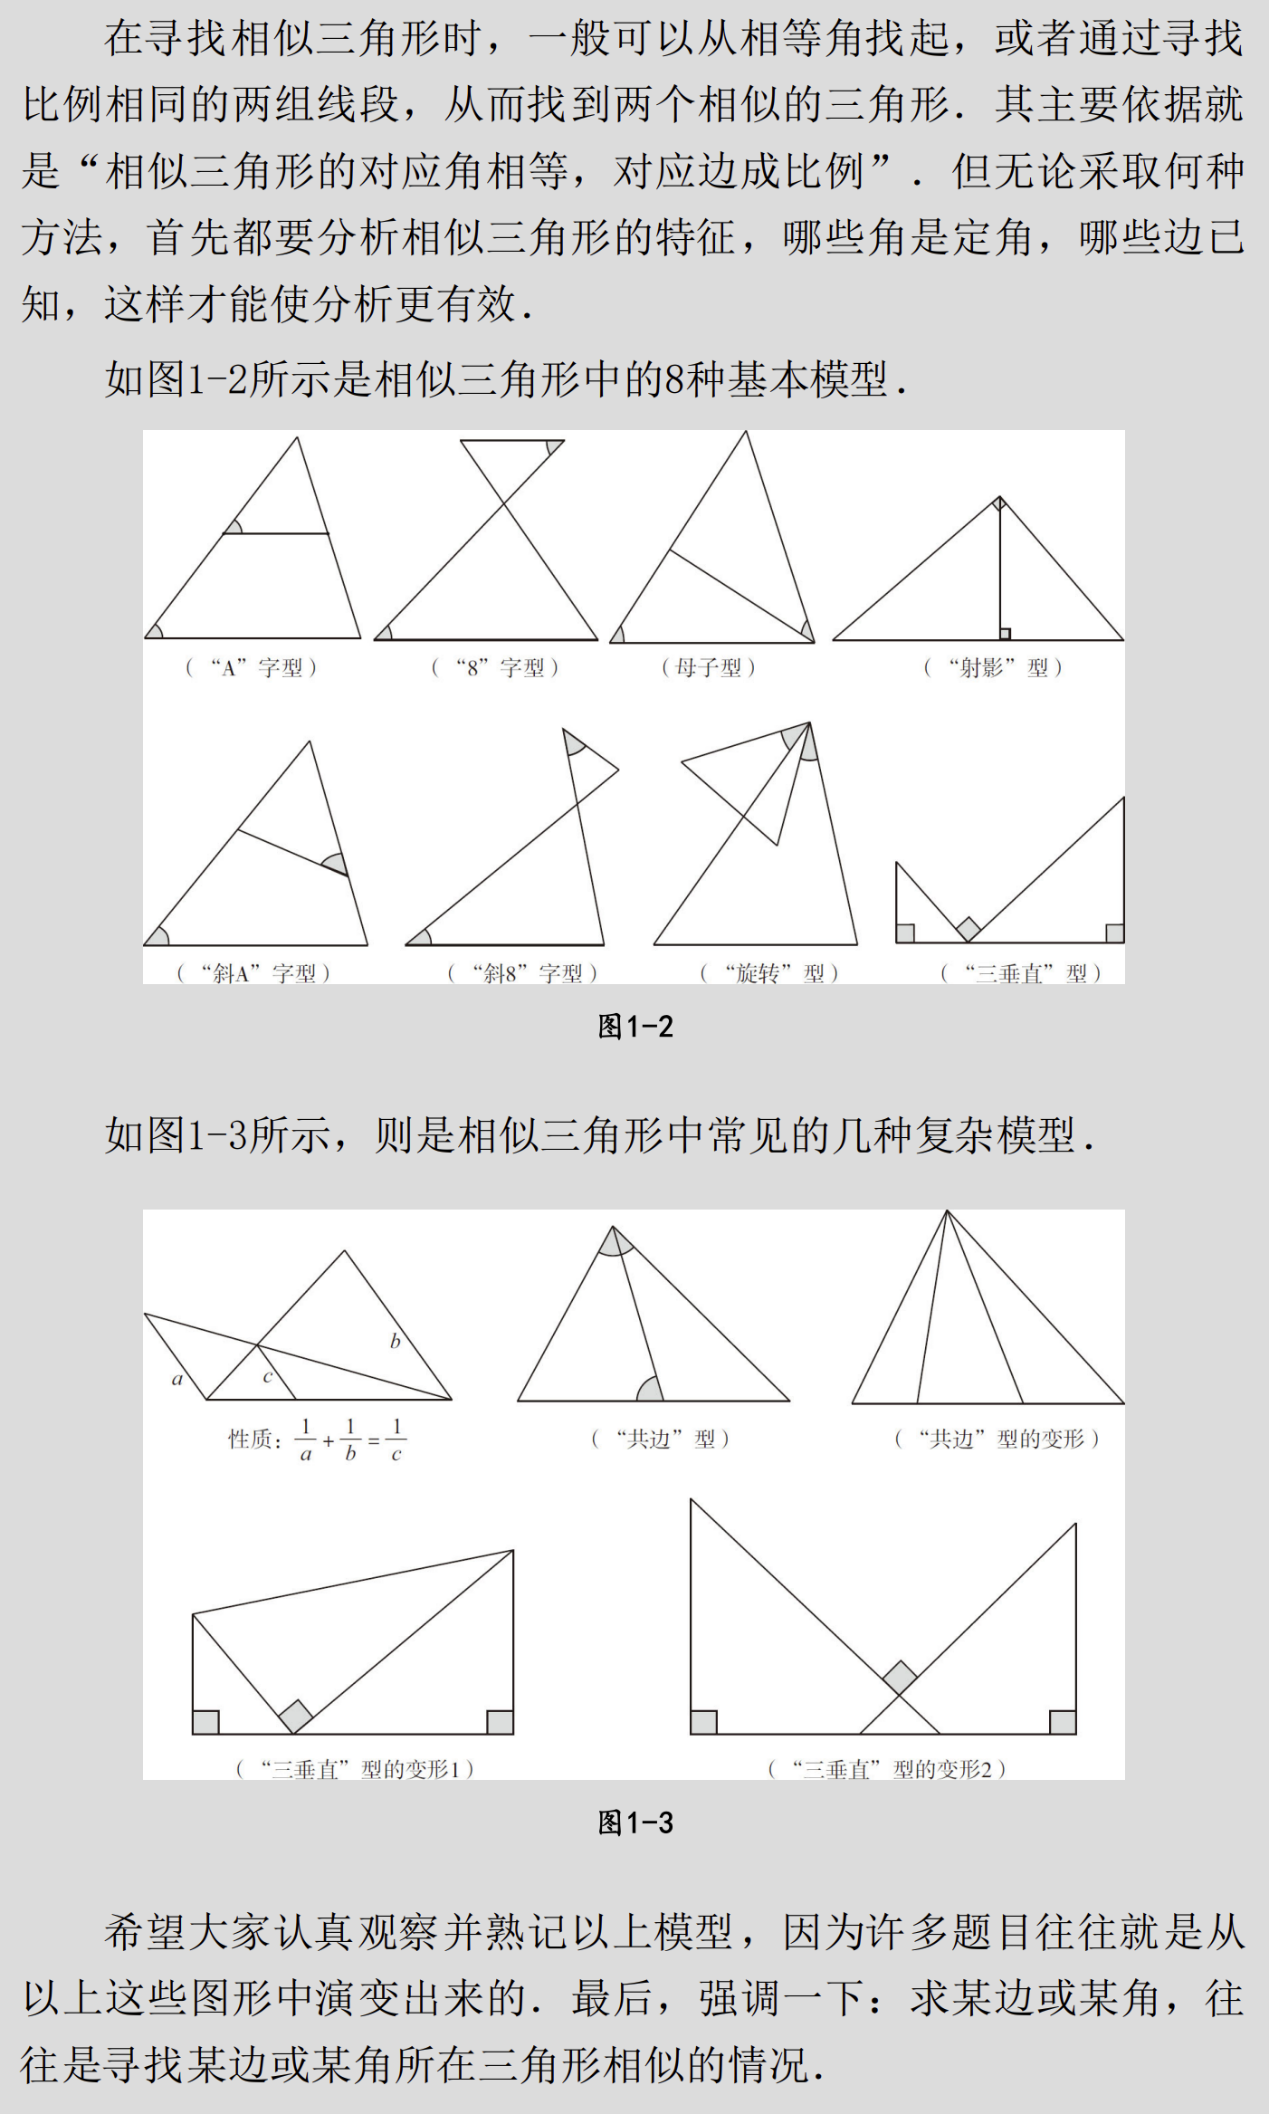 在寻找相似三角形时，一般可以从相等角找起，或者通过寻找
比例相同的两组线段，从而找到两个相似的三角形．其主要依据就
是“相似三角形的对应角相等，对应边成比例”．但无论采取何种
方法，首先都要分析相似三角形的特征，哪些角是定角，哪些边已
知，这样才能使分析更有效．
如图1-2所示是相似三角形中的8种基本模型．
（“A”字型）
（“8”字型）
（母子型）
（“射影”型）
（“斜A”字型）
（“斜8”字型）
（“旋转”型）
（“三垂直”型）
图1-2
如图1-3所示，则是相似三角形中常见的几种复杂模型．
a
c
b
性质：1/a+1/b=1/c
（“共边”型）
（“共边”型的变形）
（“三垂直”型的变形1）
（“三垂直”型的变形2）
图1-3
希望大家认真观察并熟记以上模型，因为许多题目往往就是从
以上这些图形中演变出来的．最后，强调一下：求某边或某角，往
往是寻找某边或某角所在三角形相似的情况．